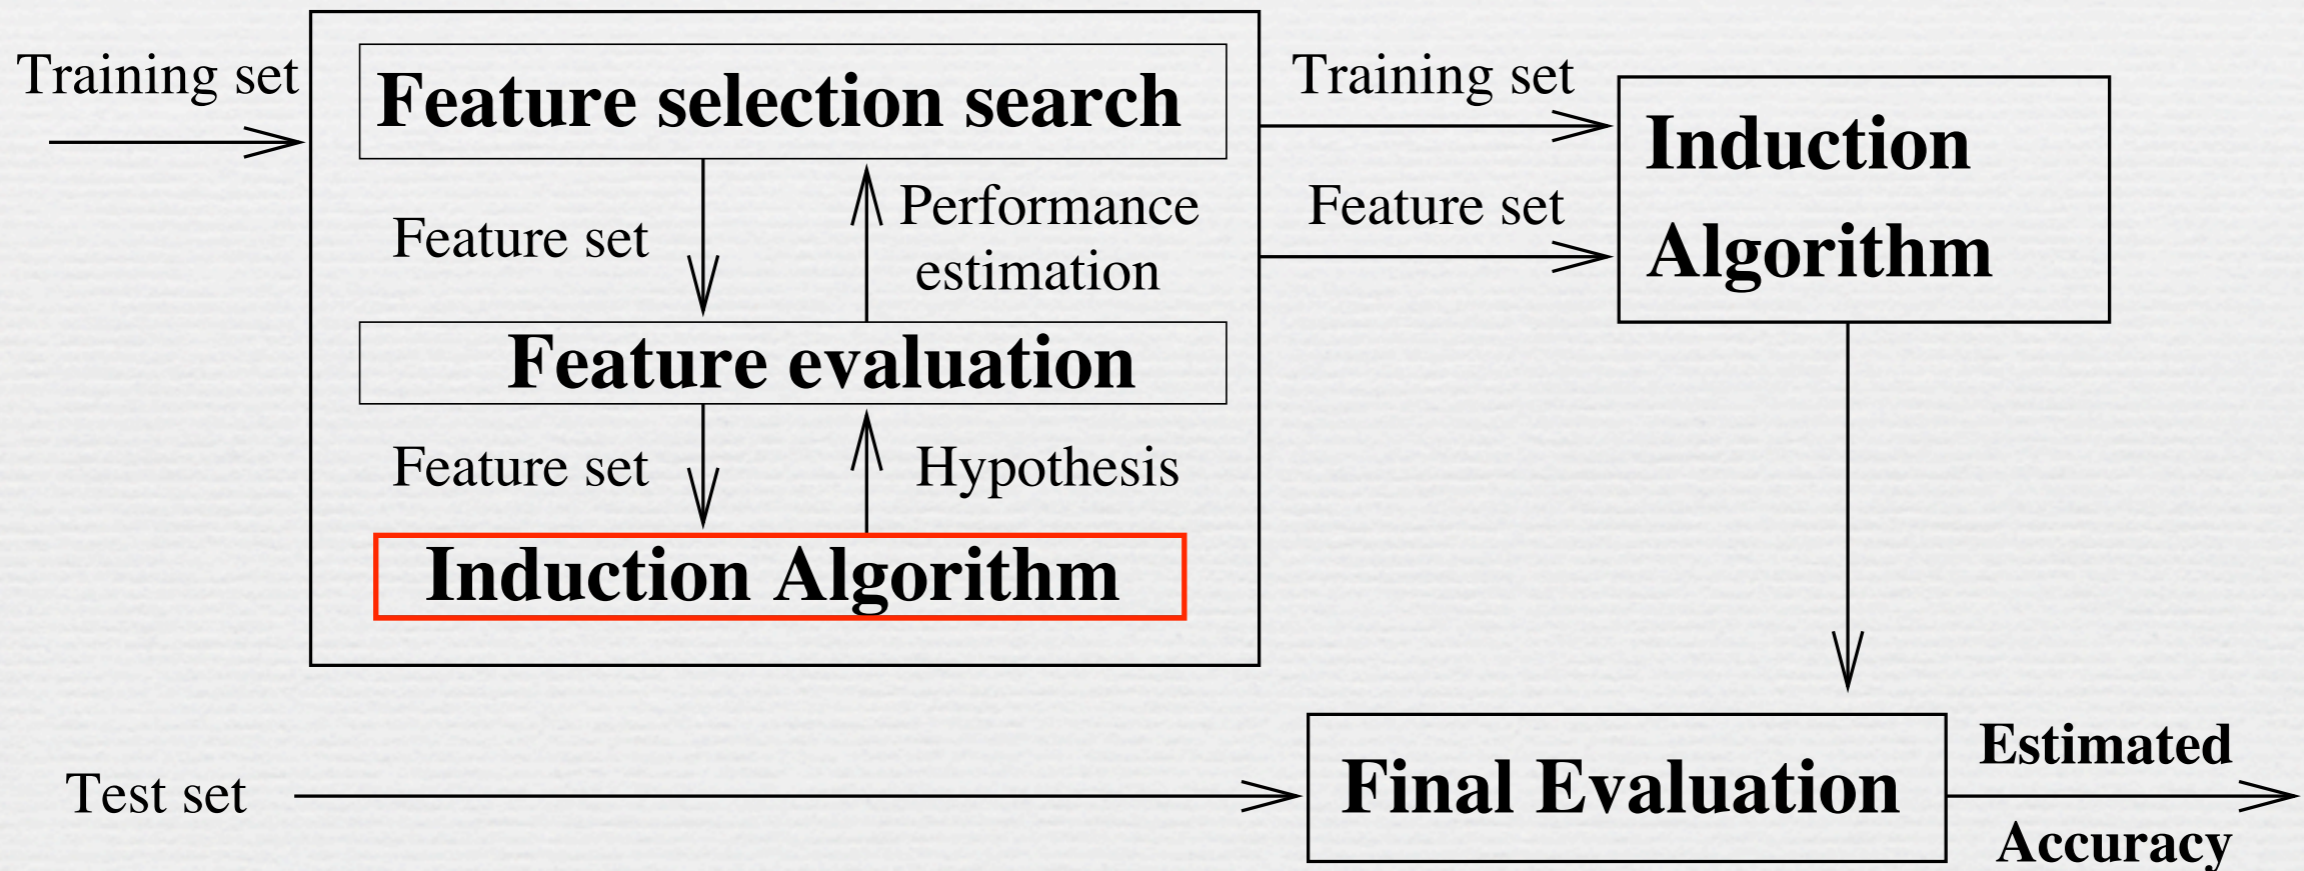 Training set
Feature selection search
Feature set
Performance
estimation
Feature evaluation
Feature set
Hypothesis
Induction Algorithm
Training set
Feature set
Induction
Algorithm
Test set
Final Evaluation
Estimated
Accuracy